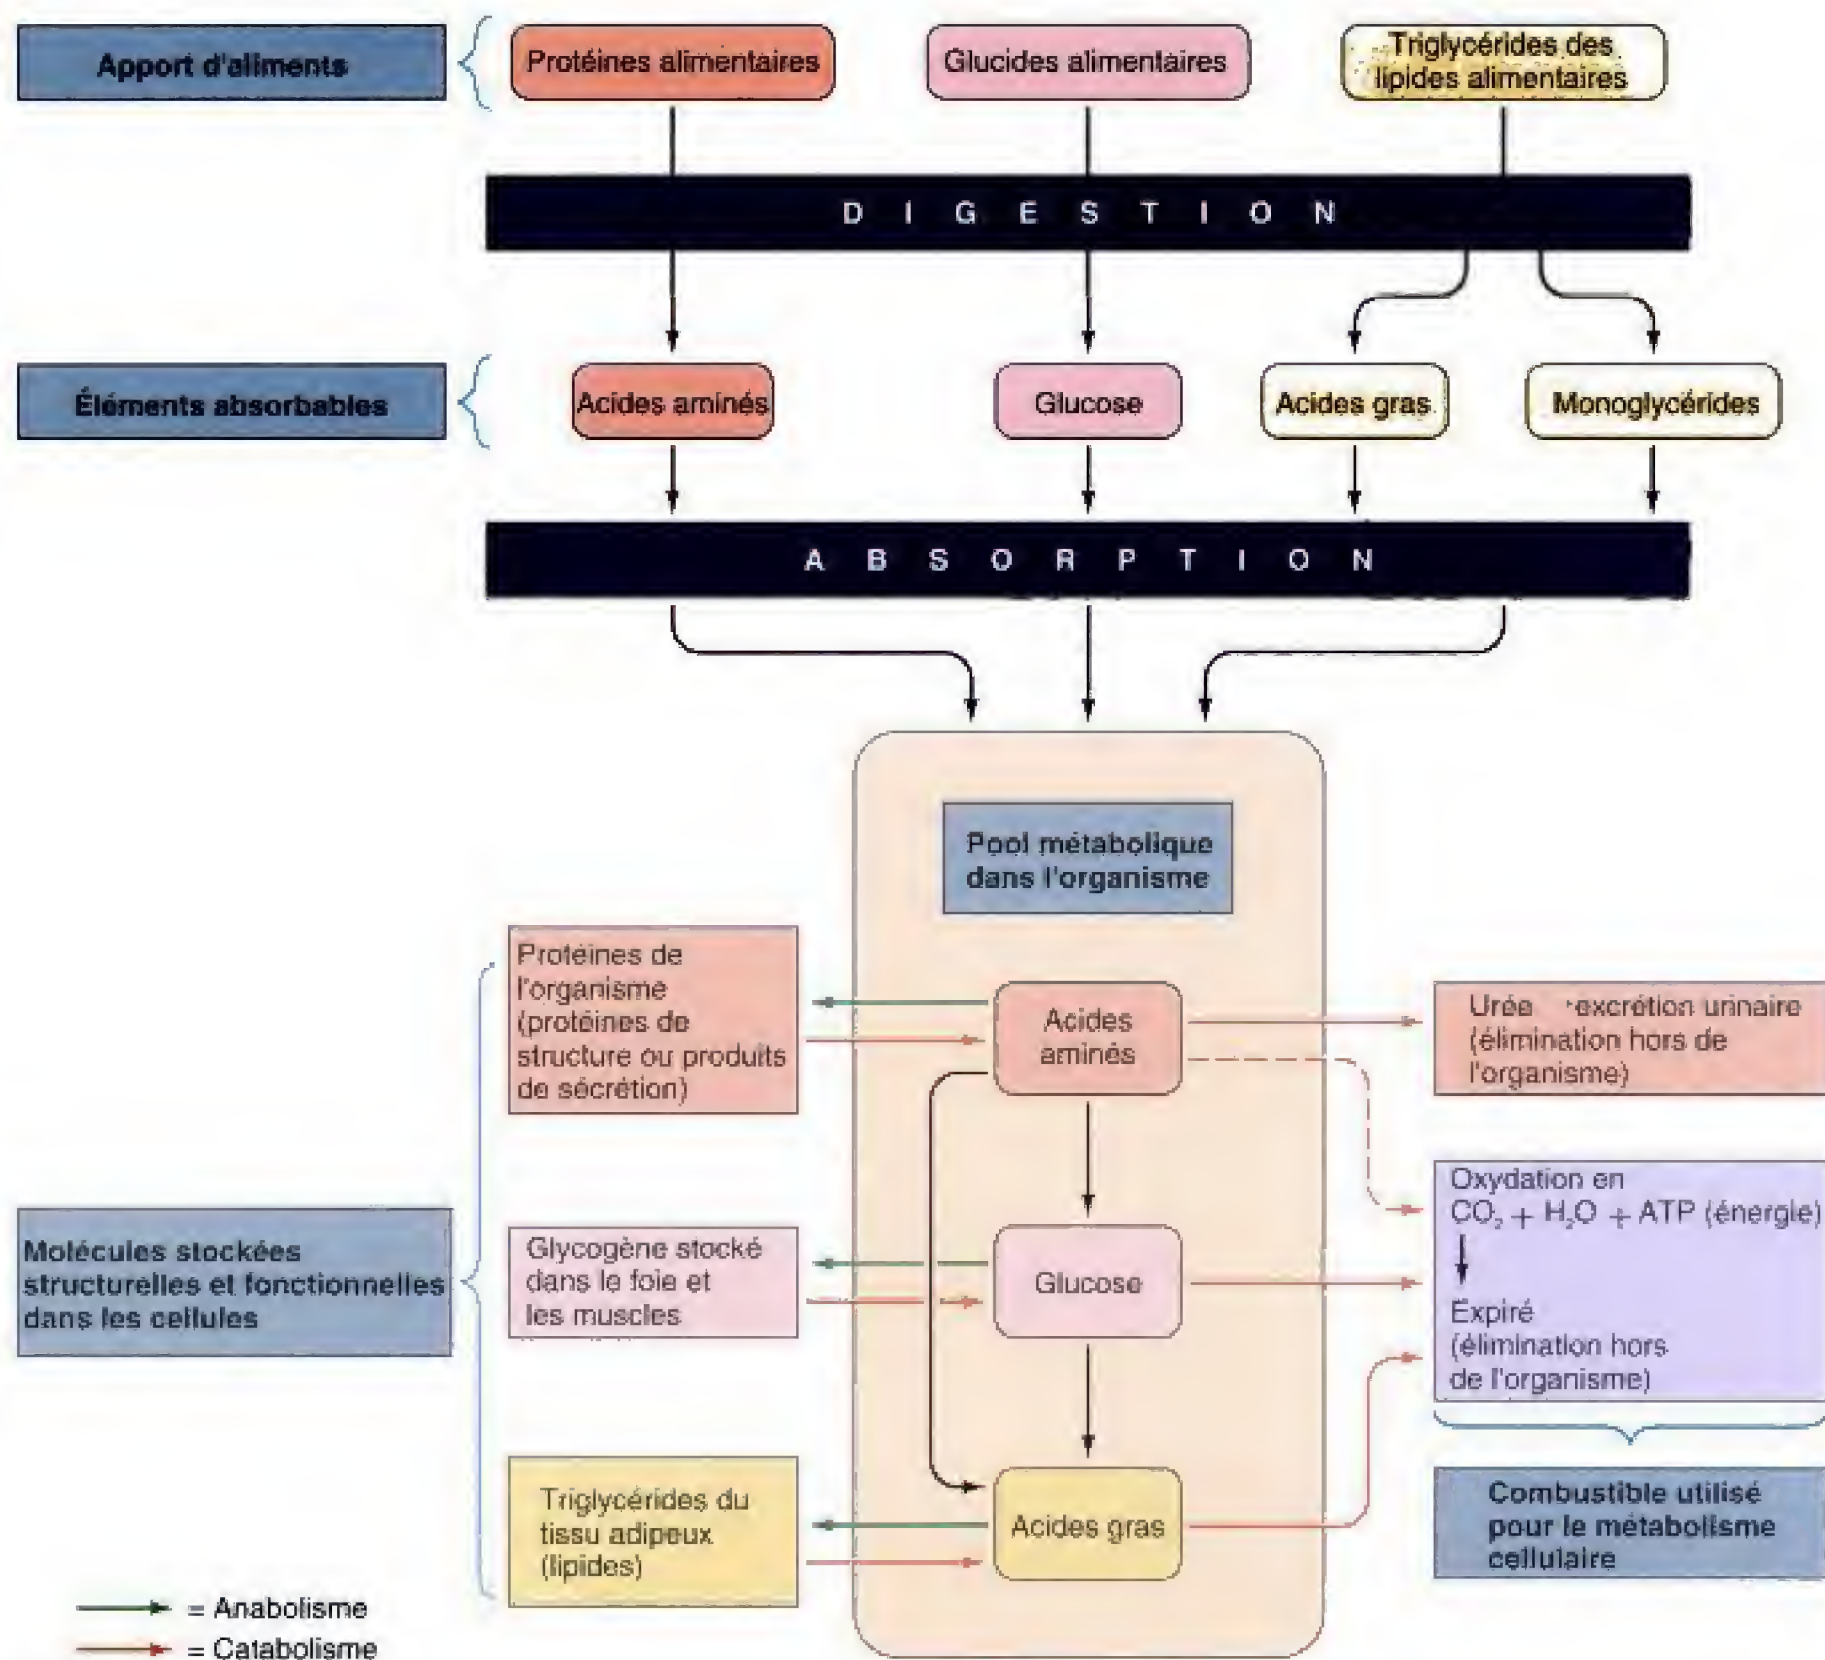 Apport d'aliments
Protéines alimentaires
Glucides alimentaires
Triglycérides des
lipides alimentaires
DIGESTION
Éléments absorbables
Acides aminés
Glucose
Acides gras
Monoglycérides
ABSORPTION
Pool métabolique
dans l'organisme
Protéines de
l'organisme
(protéines de
structure ou produits
de sécrétion)
Acides
aminés
Urée excrétion urinaire
(élimination hors de
l'organisme)
Molécules stockées
structurelles et fonctionnelles
dans les cellules
Glycogène stocké
dans le foie et
les muscles
Glucose
Oxydation en
CO₂ + H₂O + ATP (énergie)
Expiré
(élimination hors
de l'organisme)
Triglycérides du
tissu adipeux
(lipides)
Acides gras
Combustible utilisé
pour le métabolisme
cellulaire
= Anabolisme
= Catabolisme